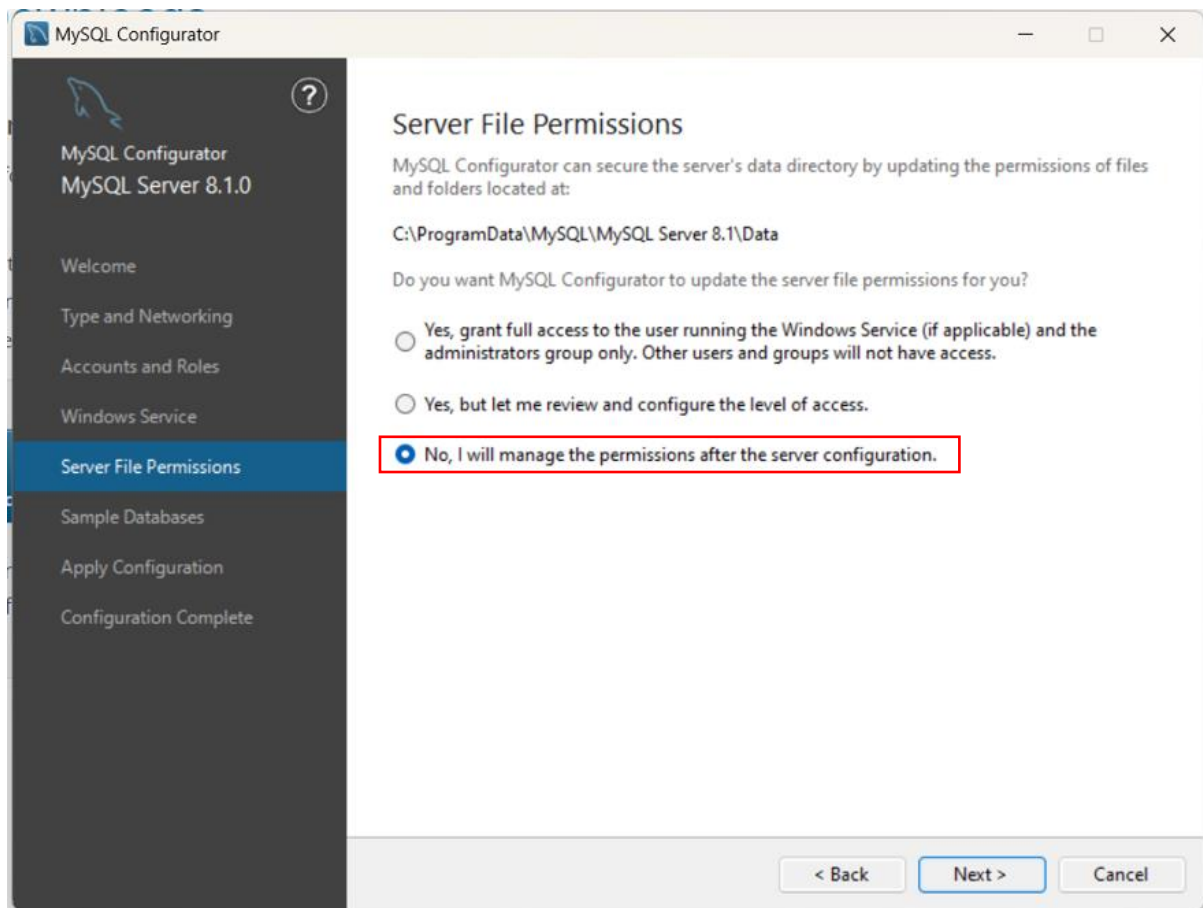 MySQL Configurator
MySQL Configurator
MySQL Server 8.1.0
Welcome
Type and Networking
Accounts and Roles
Windows Service
Server File Permissions
Sample Databases
Apply Configuration
Configuration Complete
Server File Permissions
MySQL Configurator can secure the server's data directory by updating the permissions of files
and folders located at:
C:\ProgramData\MySQL\MySQL Server 8.1\Data
Do you want MySQL Configurator to update the server file permissions for you?
Yes, grant full access to the user running the Windows Service (if applicable) and the
administrators group only. Other users and groups will not have access.
Yes, but let me review and configure the level of access.
No, I will manage the permissions after the server configuration.
< Back
Next >
Cancel